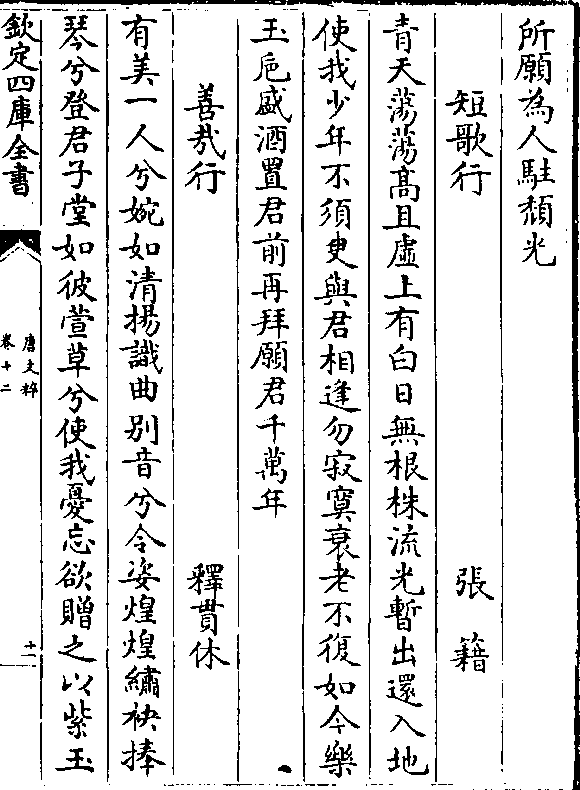 所願為人駐頹光
短歌行　張籍
青天蕩蕩髙且虛上有白日無根株流光暫出還入地
使我少年不須臾與君相逢勿寂寞衰老不復如今樂
玉巵盛酒置君前再拜願君千萬年
善哉行　釋貫休
有美一人兮婉如清揚識曲别音兮令姿煌煌繡袂捧
琴兮登君子堂如彼萱草兮使我憂忘欲贈之以紫玉
欽定四庫全書
唐文粹
卷十二
十二